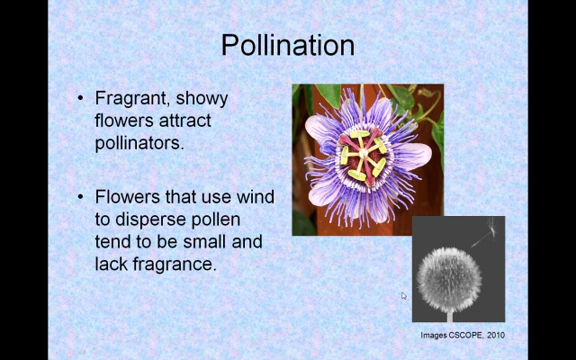 Pollination
• Fragrant, showy
flowers attract
pollinators.
• Flowers that use wind
to disperse pollen
tend to be small and
lack fragrance.
Images CSCOPE, 2010